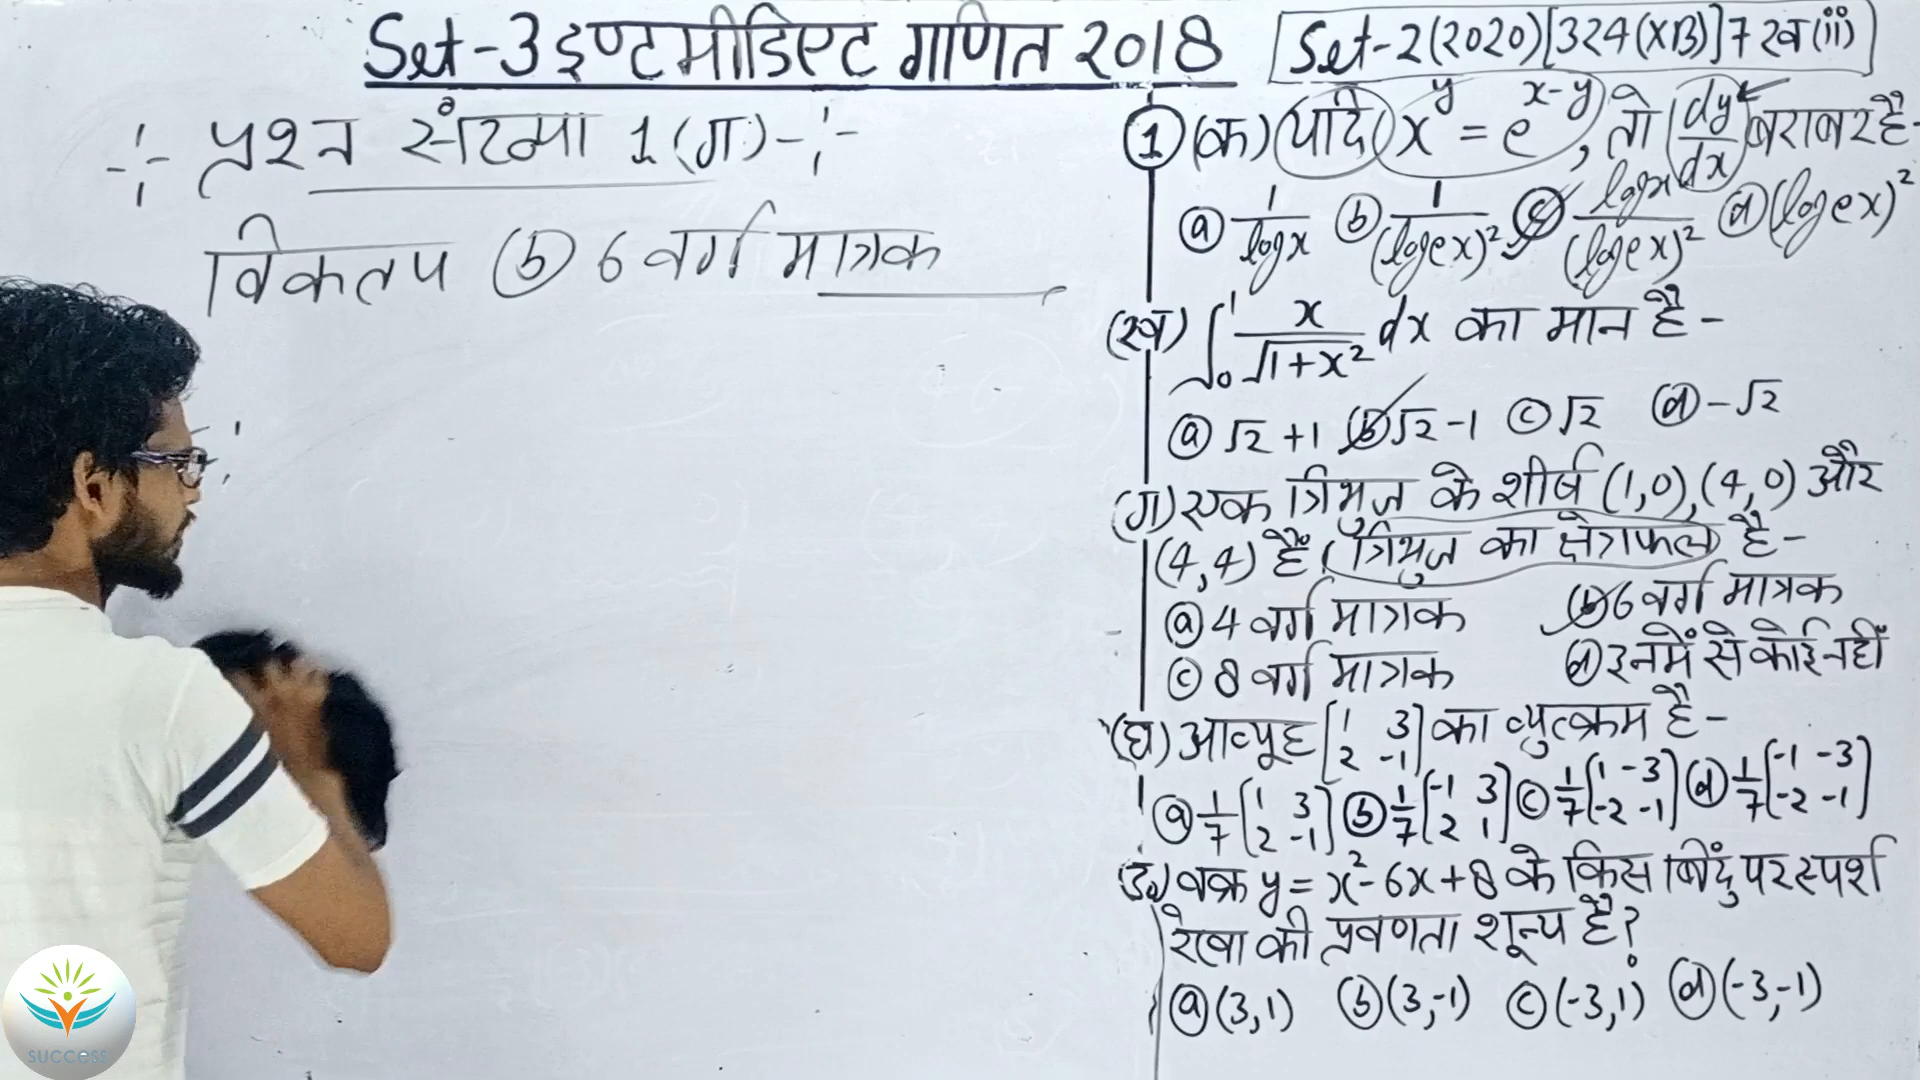 Set-3 इण्टरमीडिएट गणित 2018
Set-2(2020)[324(XB)]7ख(ii)
प्रश्न संख्या 1(ग)-
विकल्प (b) 6 वर्ग मात्रक
① (क) यदि x^y = e^(x-y), तो dy/dx बराबर है-
ⓐ 1/logx ⓑ 1/(logex)² ⓒ logx/(logex)² ⓓ (logex)²
(ख) ∫₀¹ x/√(1+x²) dx का मान है-
ⓐ √2+1 ⓑ √2-1 ⓒ √2 ⓓ -√2
(ग) एक त्रिभुज के शीर्ष (1,0),(4,0) और
(4,4) हैं, त्रिभुज का क्षेत्रफल है-
ⓐ 4 वर्ग मात्रक ⓑ 6 वर्ग मात्रक
ⓒ 8 वर्ग मात्रक ⓓ इनमें से कोई नहीं
(घ) आव्यूह [1 3; 2 -1] का व्युत्क्रम है-
ⓐ 1/7[1 3; 2 -1] ⓑ 1/7[-1 3; 2 1] ⓒ 1/7[1 -3; -2 -1] ⓓ 1/7[-1 -3; -2 -1]
(ङ) वक्र y = x²-6x+8 के किस बिंदु पर स्पर्श
रेखा की प्रवणता शून्य है?
ⓐ (3,1) ⓑ (3,-1) ⓒ (-3,1) ⓓ (-3,-1)
success